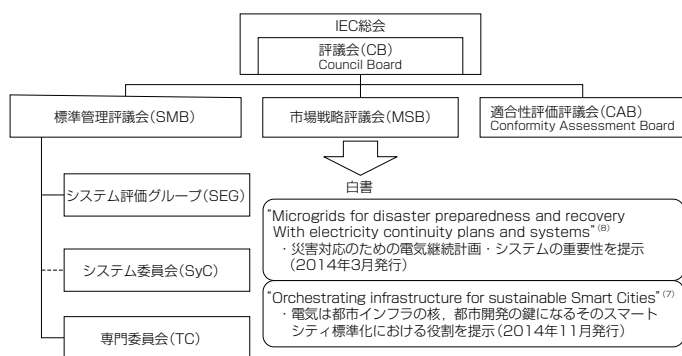 IEC総会
評議会(CB)
Council Board
標準管理評議会(SMB)
市場戦略評議会(MSB)
適合性評価評議会(CAB)
Conformity Assessment Board
白書
システム評価グループ(SEG)
システム委員会(SyC)
専門委員会(TC)
"Microgrids for disaster preparedness and recovery
With electricity continuity plans and systems"(8)
・災害対応のための電気継続計画・システムの重要性を提示
(2014年3月発行)
"Orchestrating infrastructure for sustainable Smart Cities"(7)
・電気は都市インフラの核，都市開発の鍵になるそのスマート
シティ標準化における役割を提示(2014年11月発行)